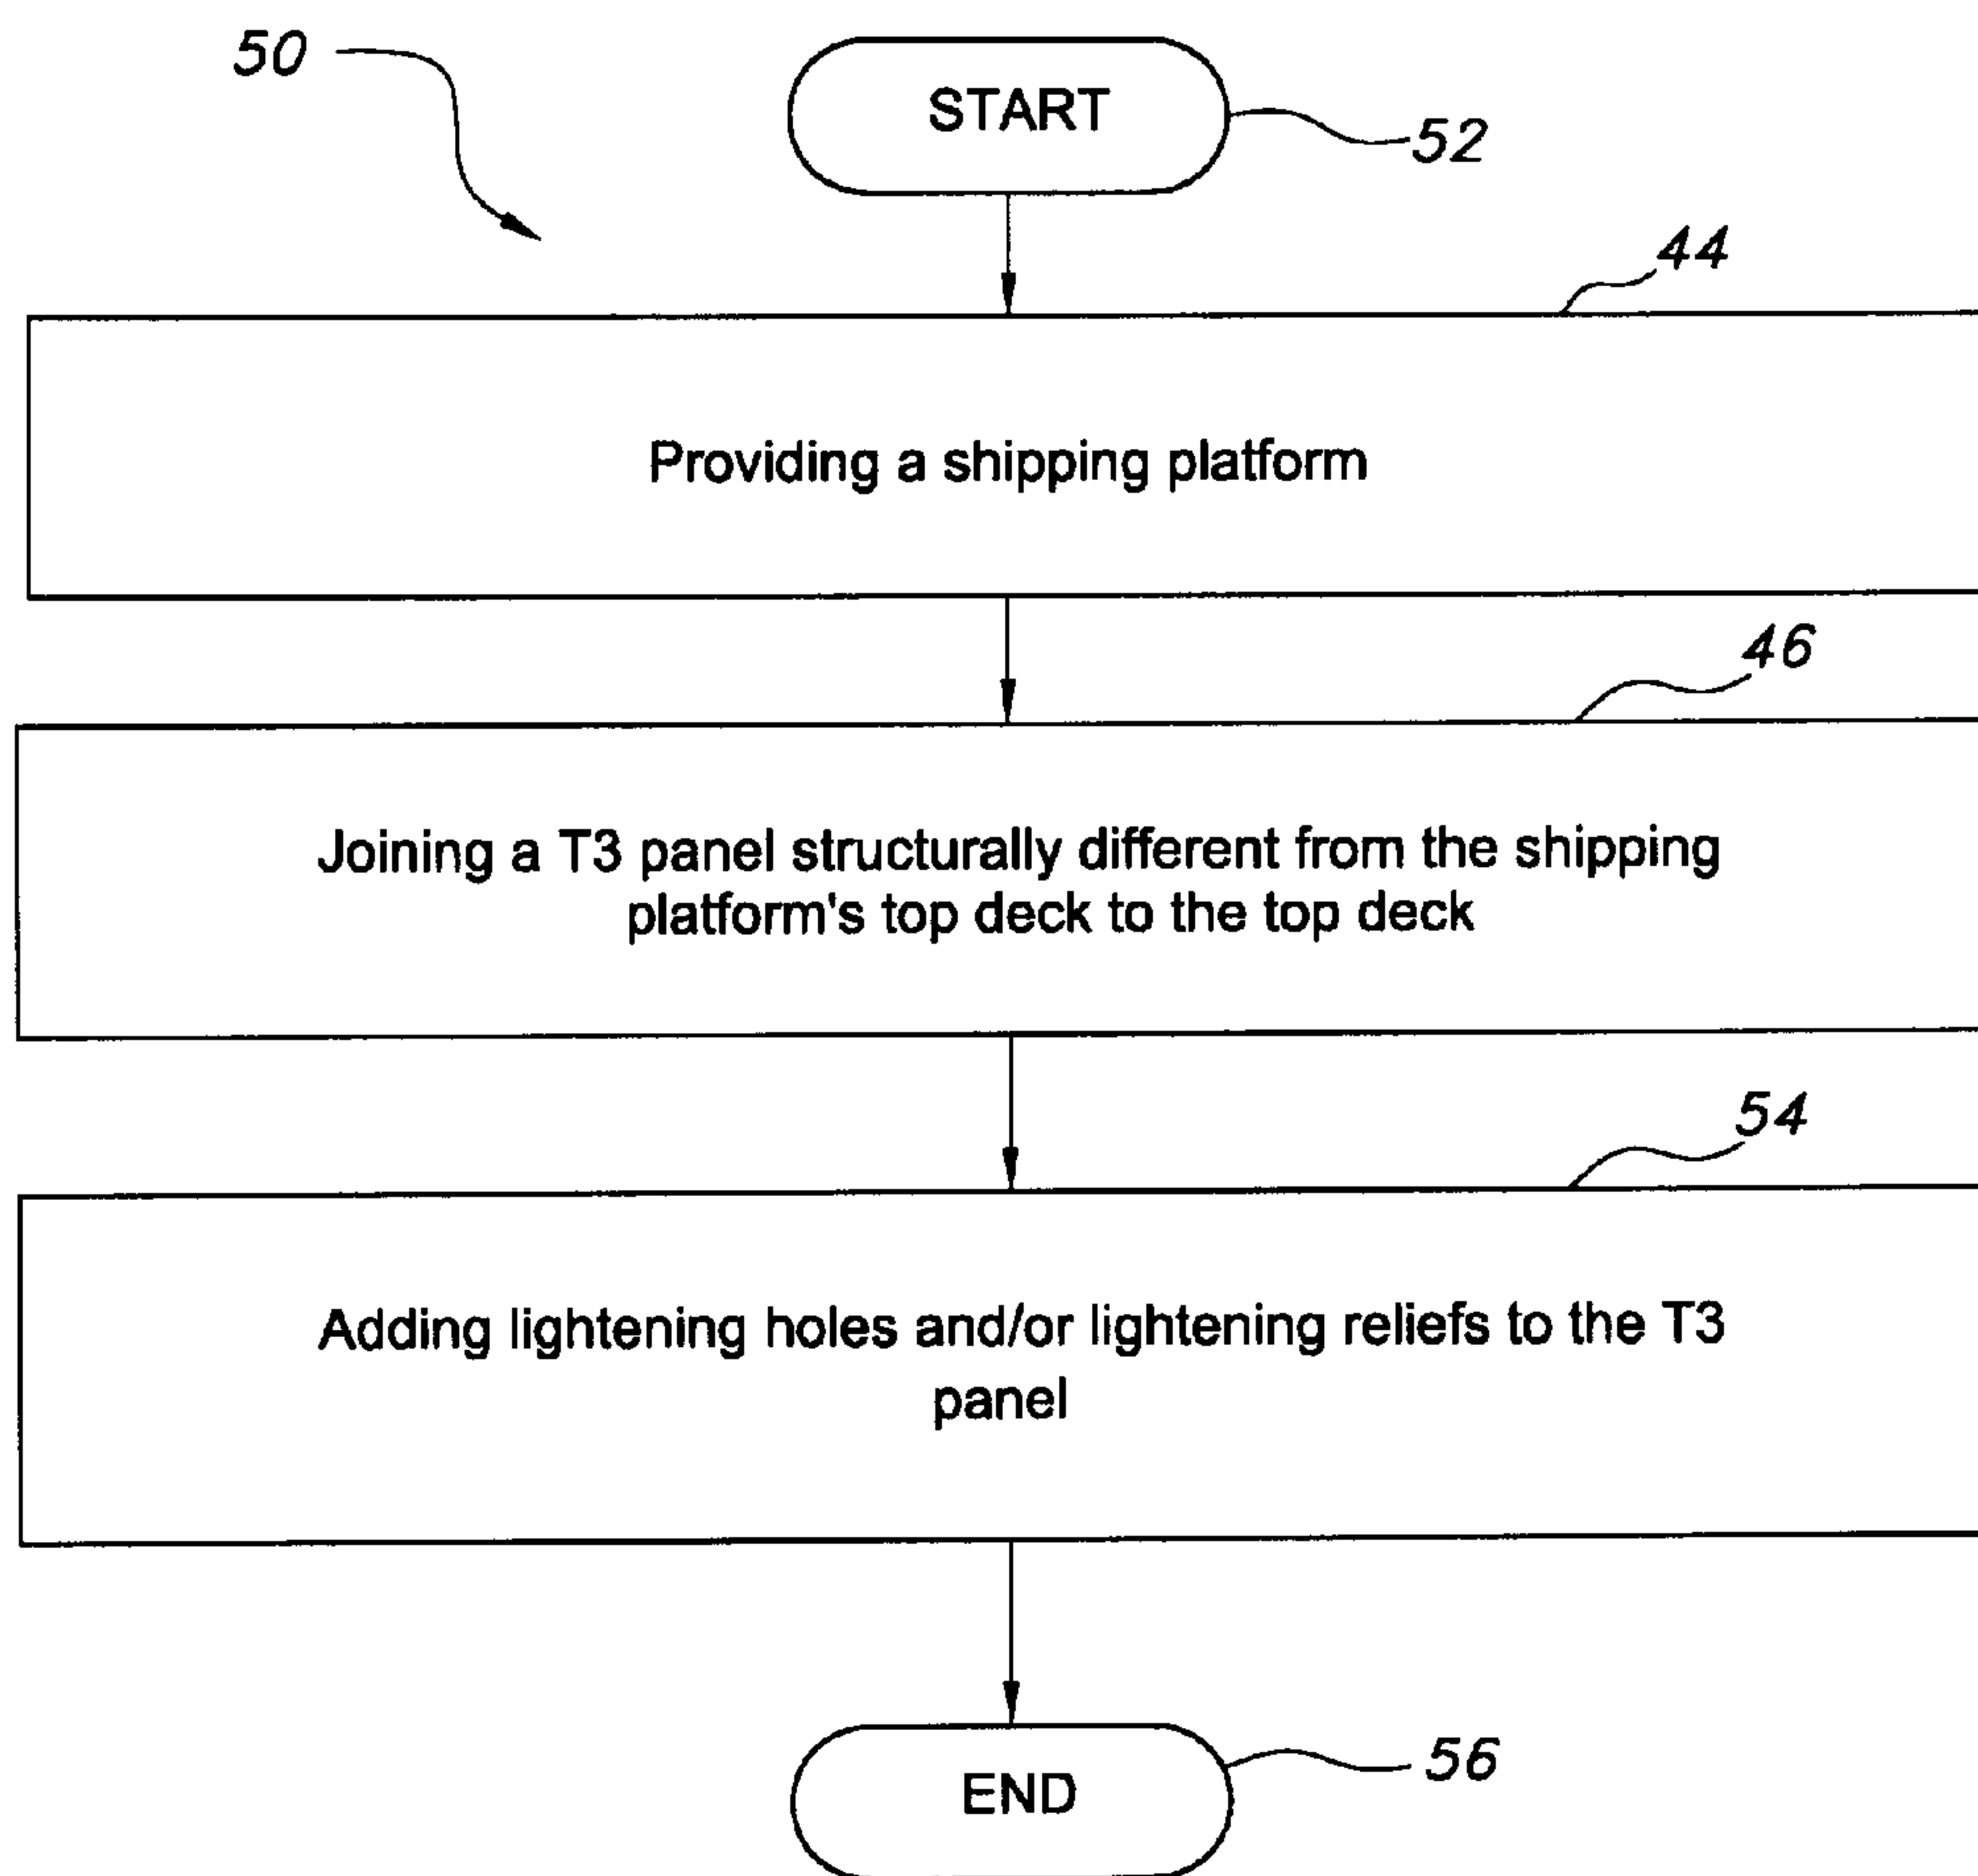 50
START
52
44
Providing a shipping platform
46
Joining a T3 panel structurally different from the shipping
platform's top deck to the top deck
54
Adding lightening holes and/or lightening reliefs to the T3
panel
END
56